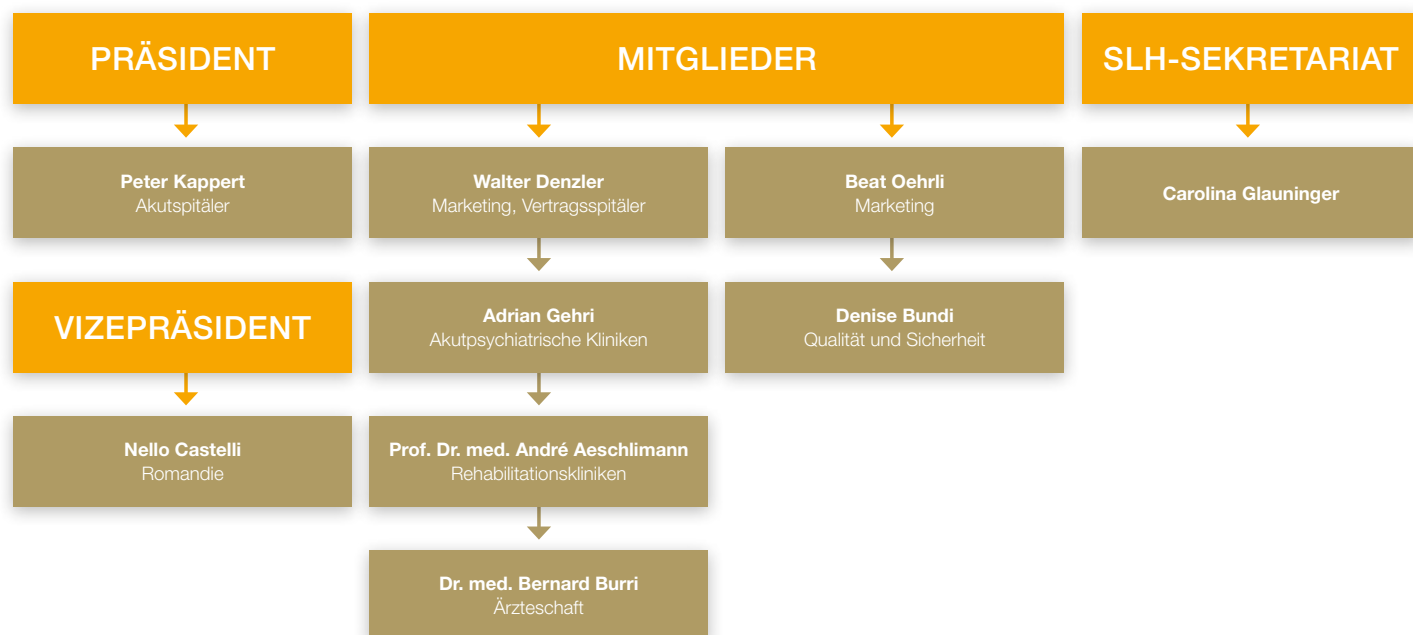 PRÄSIDENT
Peter Kappert
Akutspitäler
VIZEPRÄSIDENT
Nello Castelli
Romandie
MITGLIEDER
Walter Denzler
Marketing, Vertragsspitäler
Adrian Gehri
Akutpsychiatrische Kliniken
Prof. Dr. med. André Aeschlimann
Rehabilitationskliniken
Dr. med. Bernard Burri
Ärzteschaft
Beat Oehrli
Marketing
Denise Bundi
Qualität und Sicherheit
SLH-SEKRETARIAT
Carolina Glauninger